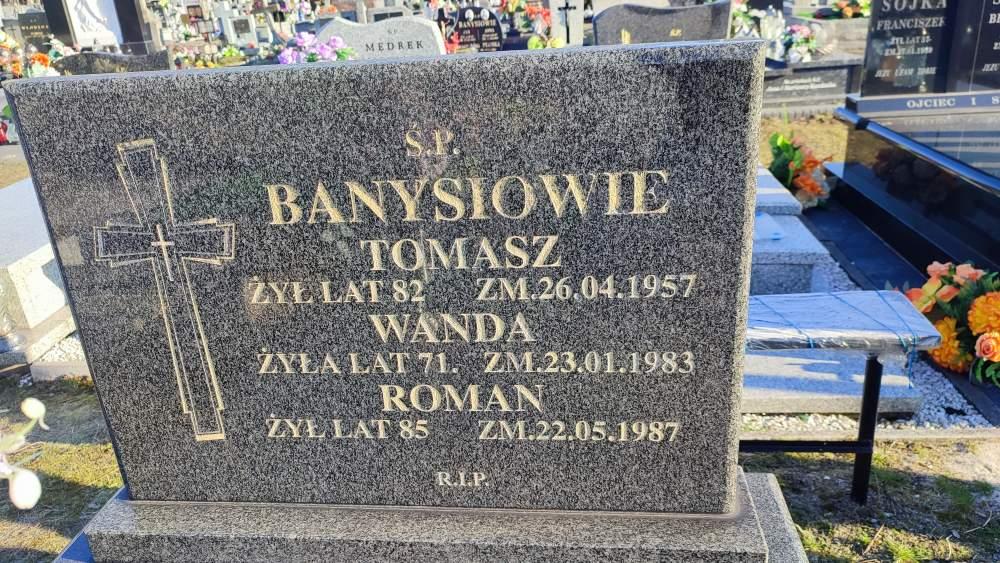 Ś.P.
BANYSIOWIE
TOMASZ
ŻYŁ LAT 82 ZM.26.04.1957
WANDA
ŻYŁA LAT 71. ZM.23.01.1983
ROMAN
ŻYŁ LAT 85 ZM.22.05.1987
R.I.P.
MEDREK
BANYSIOWIE
SOJKA
FRANCISZEK
OJCIEC I